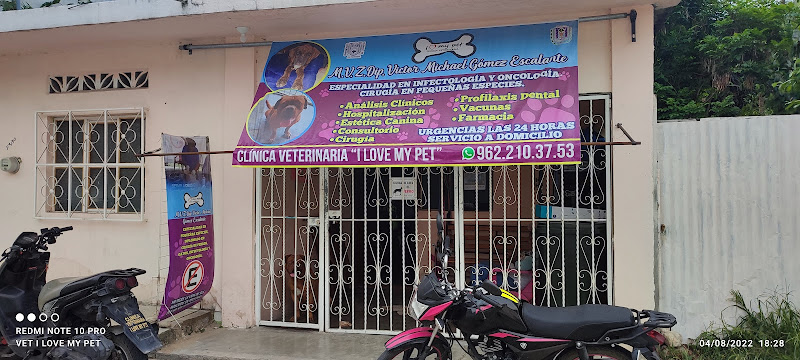 I love my pet
M.V.Z. Dip. Victor Michael Gómez Escalante
ESPECIALIDAD EN INFECTOLOGÍA Y ONCOLOGÍA
CIRUGÍA EN PEQUEÑAS ESPECIES.
• Análisis Clínicos
• Hospitalización
• Estética Canina
• Consultorio
• Cirugía
• Profilaxis Dental
• Vacunas
• Farmacia
URGENCIAS LAS 24 HORAS
SERVICIO A DOMICILIO
CLÍNICA VETERINARIA "I LOVE MY PET"
962.210.37.53
E
REDMI NOTE 10 PRO
VET I LOVE MY PET
04/08/2022 18:28